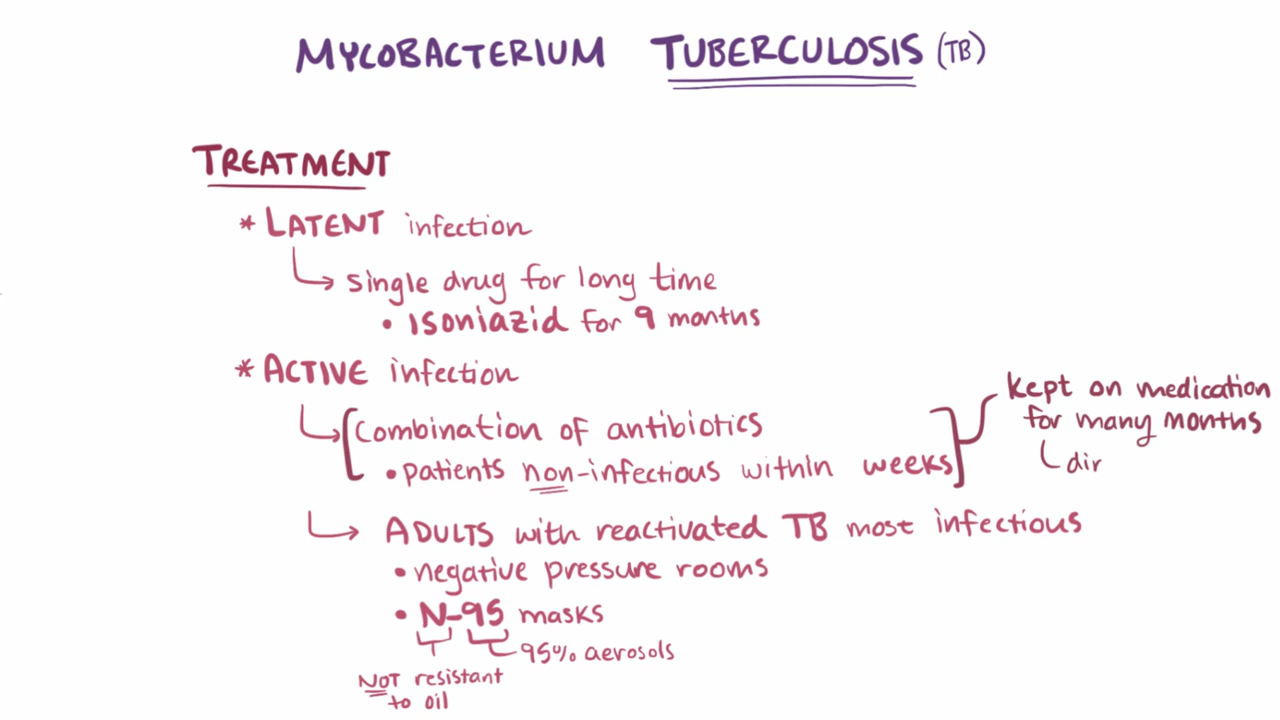 MYCOBACTERIUM TUBERCULOSIS (TB)
TREATMENT
* LATENT infection
single drug for long time
• ISONIAZID for 9 months
* ACTIVE infection
Combination of antibiotics
• patients non-infectious within weeks
kept on medication
for many months
dir
ADULTS with reactivated TB most infectious
• negative pressure rooms
• N-95 masks
95% aerosols
NOT resistant
to oil